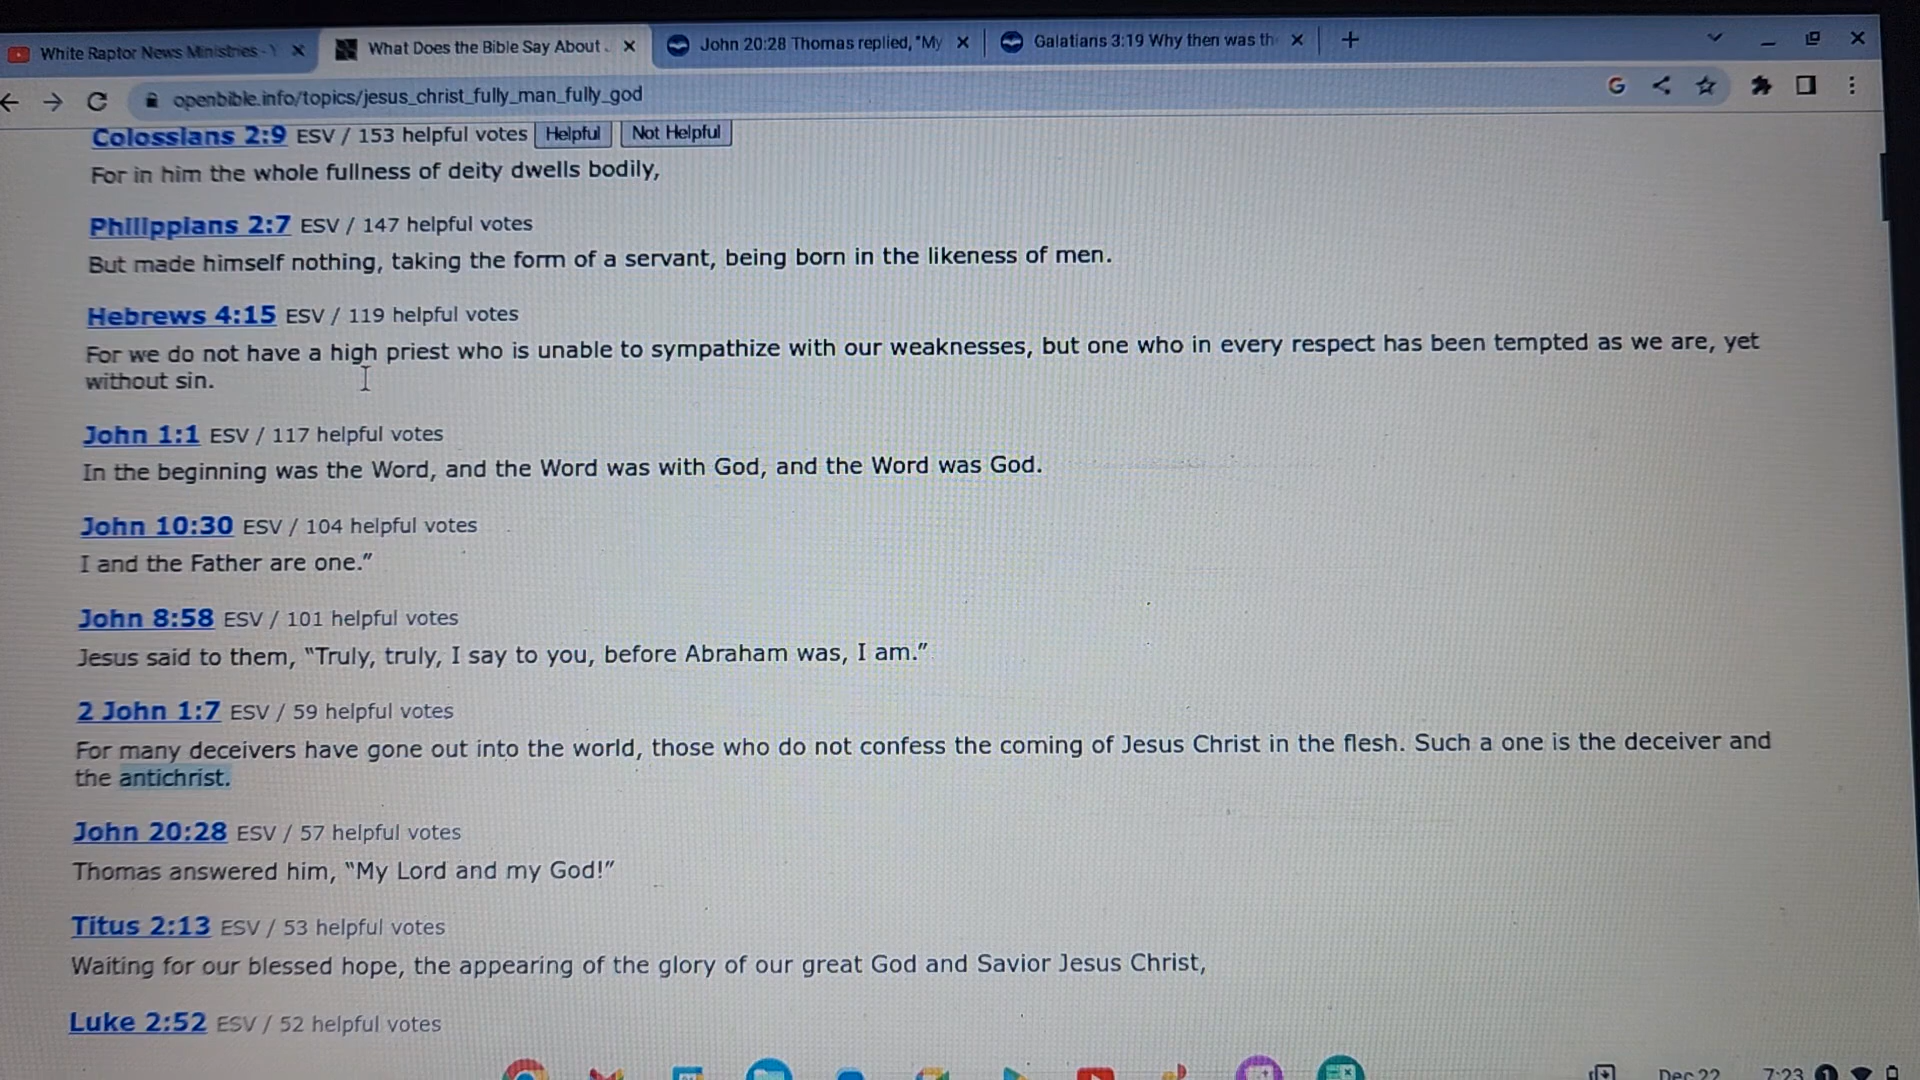 White Raptor News Ministries - Y
What Does the Bible Say About
John 20:28 Thomas replied, "My
Galatians 3:19 Why then was th
openbible.info/topics/jesus_christ_fully_man_fully_god
Colossians 2:9 ESV / 153 helpful votes Helpful Not Helpful
For in him the whole fullness of deity dwells bodily,
Philippians 2:7 ESV / 147 helpful votes
But made himself nothing, taking the form of a servant, being born in the likeness of men.
Hebrews 4:15 ESV / 119 helpful votes
For we do not have a high priest who is unable to sympathize with our weaknesses, but one who in every respect has been tempted as we are, yet
without sin.
John 1:1 ESV / 117 helpful votes
In the beginning was the Word, and the Word was with God, and the Word was God.
John 10:30 ESV / 104 helpful votes
I and the Father are one.”
John 8:58 ESV / 101 helpful votes
Jesus said to them, “Truly, truly, I say to you, before Abraham was, I am.”
2 John 1:7 ESV / 59 helpful votes
For many deceivers have gone out into the world, those who do not confess the coming of Jesus Christ in the flesh. Such a one is the deceiver and
the antichrist.
John 20:28 ESV / 57 helpful votes
Thomas answered him, “My Lord and my God!”
Titus 2:13 ESV / 53 helpful votes
Waiting for our blessed hope, the appearing of the glory of our great God and Savior Jesus Christ,
Luke 2:52 ESV / 52 helpful votes
Dec 22 7:23 1